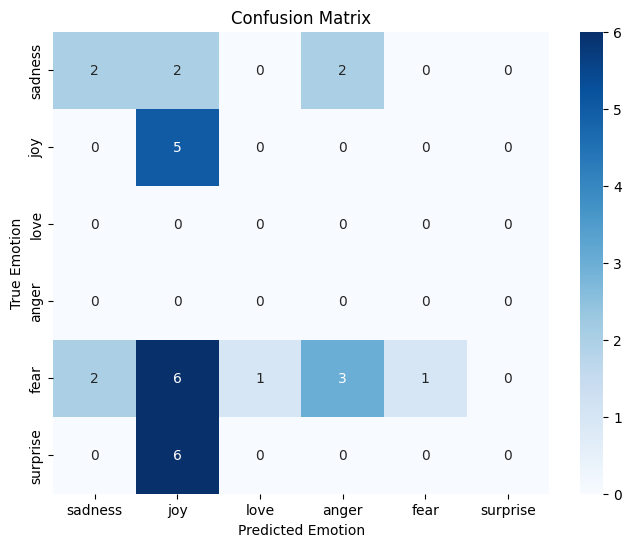 Confusion Matrix
True Emotion
sadness 2 2 0 2 0 0
joy 0 5 0 0 0 0
love 0 0 0 0 0 0
anger 0 0 0 0 0 0
fear 2 6 1 3 1 0
surprise 0 6 0 0 0 0
sadness joy love anger fear surprise
Predicted Emotion
6
5
4
3
2
1
0